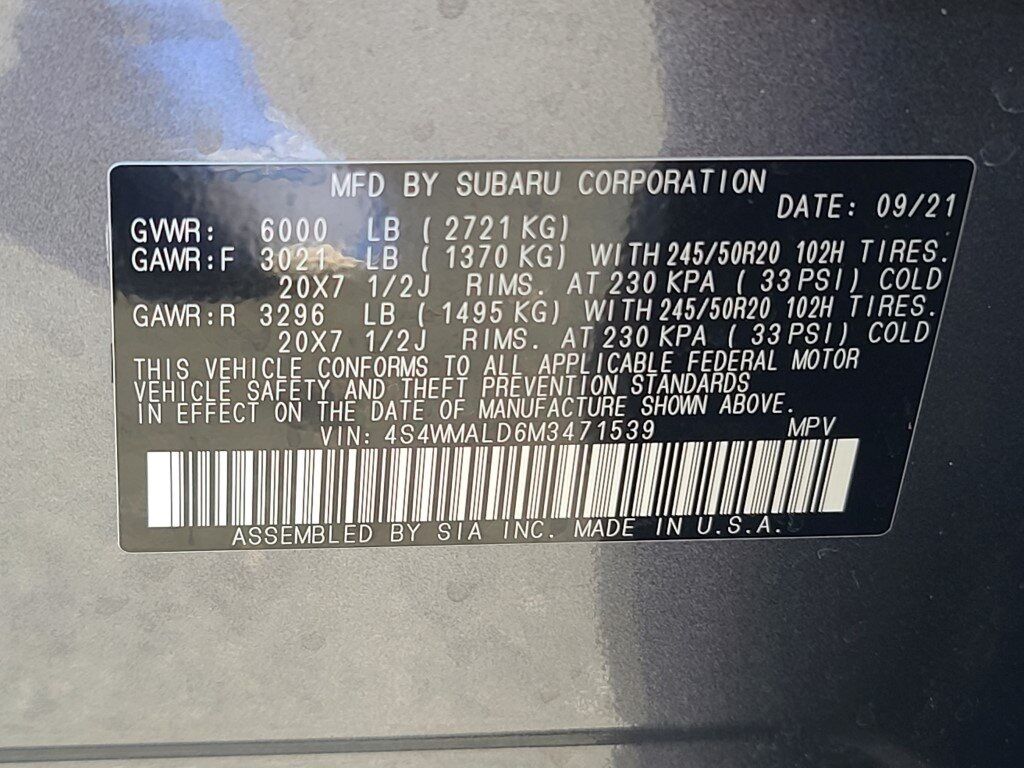 MFD BY SUBARU CORPORATION
DATE: 09/21
GVWR: 6000 LB ( 2721 KG)
GAWR:F 3021 LB ( 1370 KG) WITH 245/50R20 102H TIRES.
20X7 1/2J RIMS. AT 230 KPA ( 33 PSI) COLD
GAWR:R 3296 LB ( 1495 KG) WITH 245/50R20 102H TIRES.
20X7 1/2J RIMS. AT 230 KPA ( 33 PSI) COLD
THIS VEHICLE CONFORMS TO ALL APPLICABLE FEDERAL MOTOR
VEHICLE SAFETY AND THEFT PREVENTION STANDARDS
IN EFFECT ON THE DATE OF MANUFACTURE SHOWN ABOVE.
VIN: 4S4WMALD6M3471539 MPV
ASSEMBLED BY SIA INC. MADE IN U.S.A.